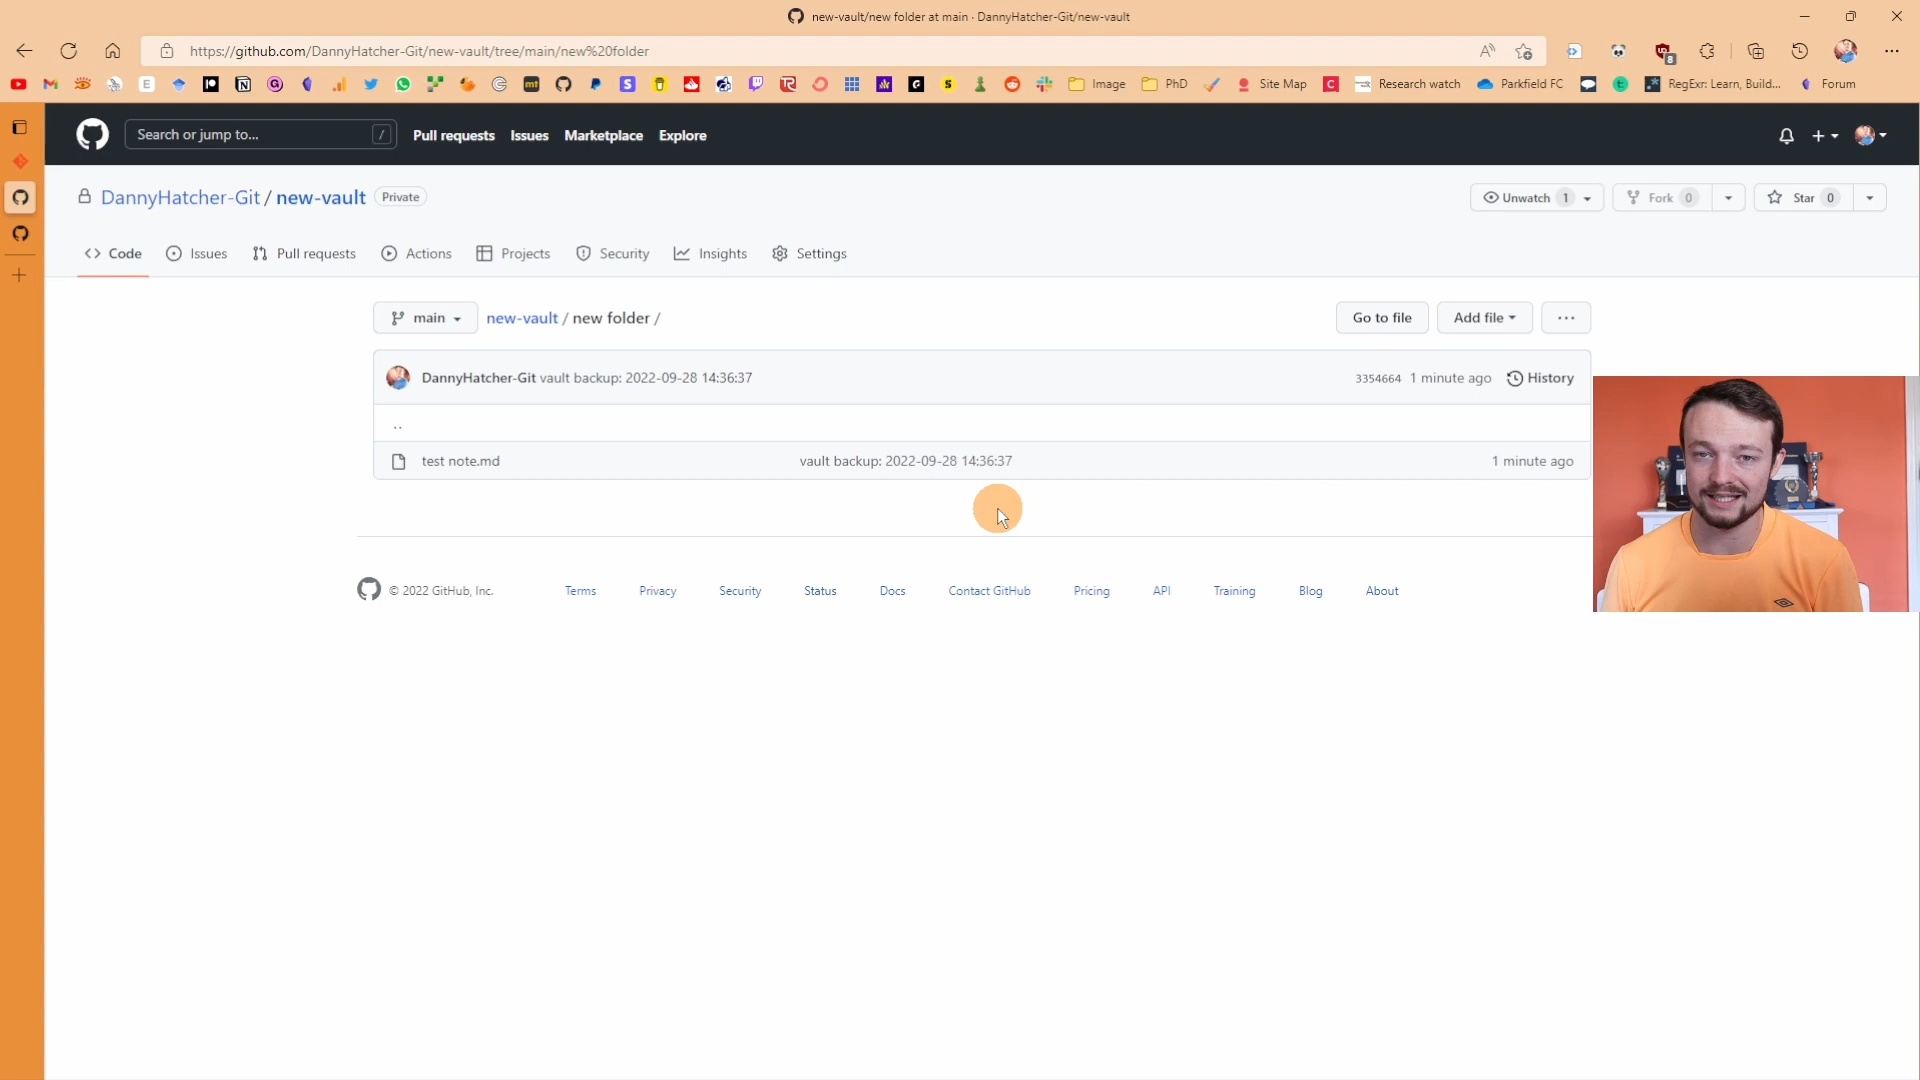 new-vault/new folder at main · DannyHatcher-Git/new-vault
https://github.com/DannyHatcher-Git/new-vault/tree/main/new%20folder
8
Image PhD Site Map Research watch Parkfield FC RegExr: Learn, Build... Forum
Search or jump to... / Pull requests Issues Marketplace Explore
DannyHatcher-Git / new-vault Private
Unwatch 1 Fork 0 Star 0
Code Issues Pull requests Actions Projects Security Insights Settings
main new-vault / new folder /
Go to file Add file ...
DannyHatcher-Git vault backup: 2022-09-28 14:36:37 3354664 1 minute ago History
..
test note.md vault backup: 2022-09-28 14:36:37 1 minute ago
© 2022 GitHub, Inc. Terms Privacy Security Status Docs Contact GitHub Pricing API Training Blog About